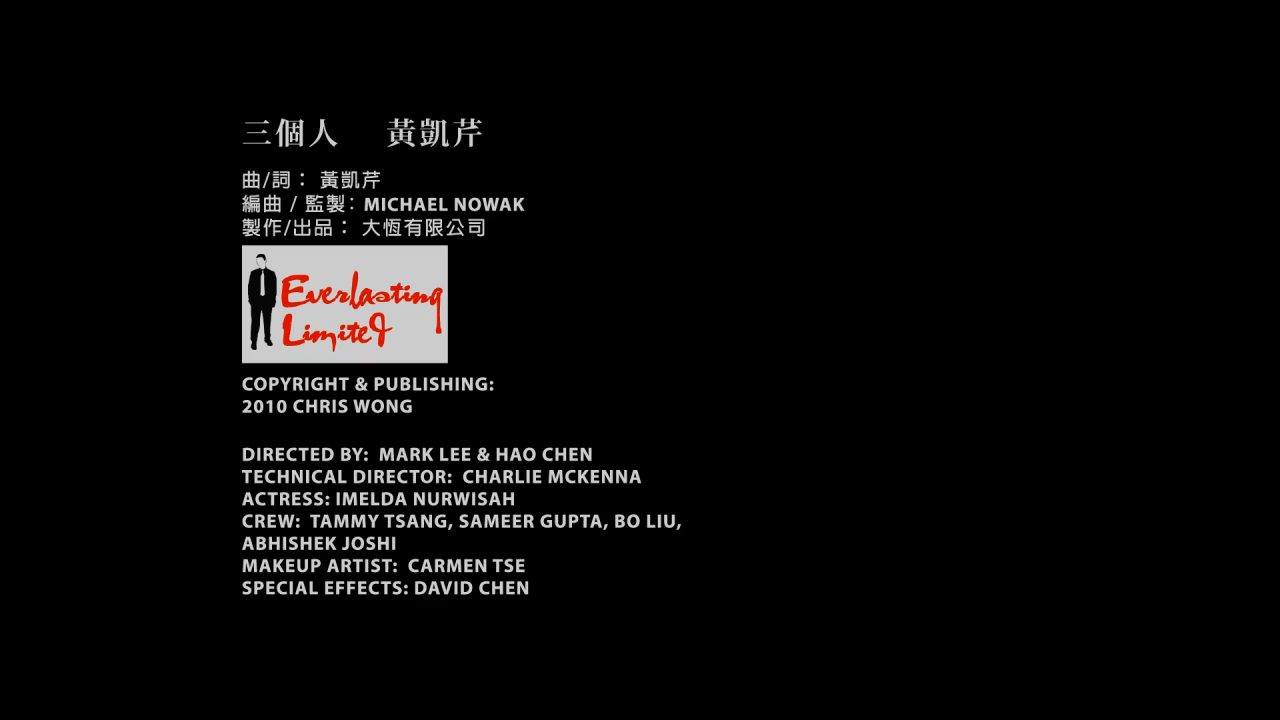 三個人 黃凱芹
曲/詞： 黃凱芹
編曲 / 監製： MICHAEL NOWAK
製作/出品： 大恆有限公司
Everlasting
Limited
COPYRIGHT & PUBLISHING:
2010 CHRIS WONG
DIRECTED BY: MARK LEE & HAO CHEN
TECHNICAL DIRECTOR: CHARLIE MCKENNA
ACTRESS: IMELDA NURWISAH
CREW: TAMMY TSANG, SAMEER GUPTA, BO LIU,
ABHISHEK JOSHI
MAKEUP ARTIST: CARMEN TSE
SPECIAL EFFECTS: DAVID CHEN